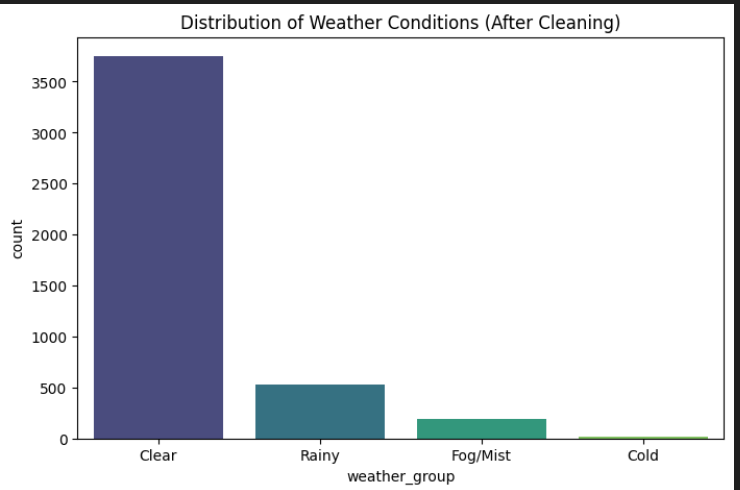 Distribution of Weather Conditions (After Cleaning)
3500
3000
2500
2000
1500
1000
500
0
count
Clear Rainy Fog/Mist Cold
weather_group